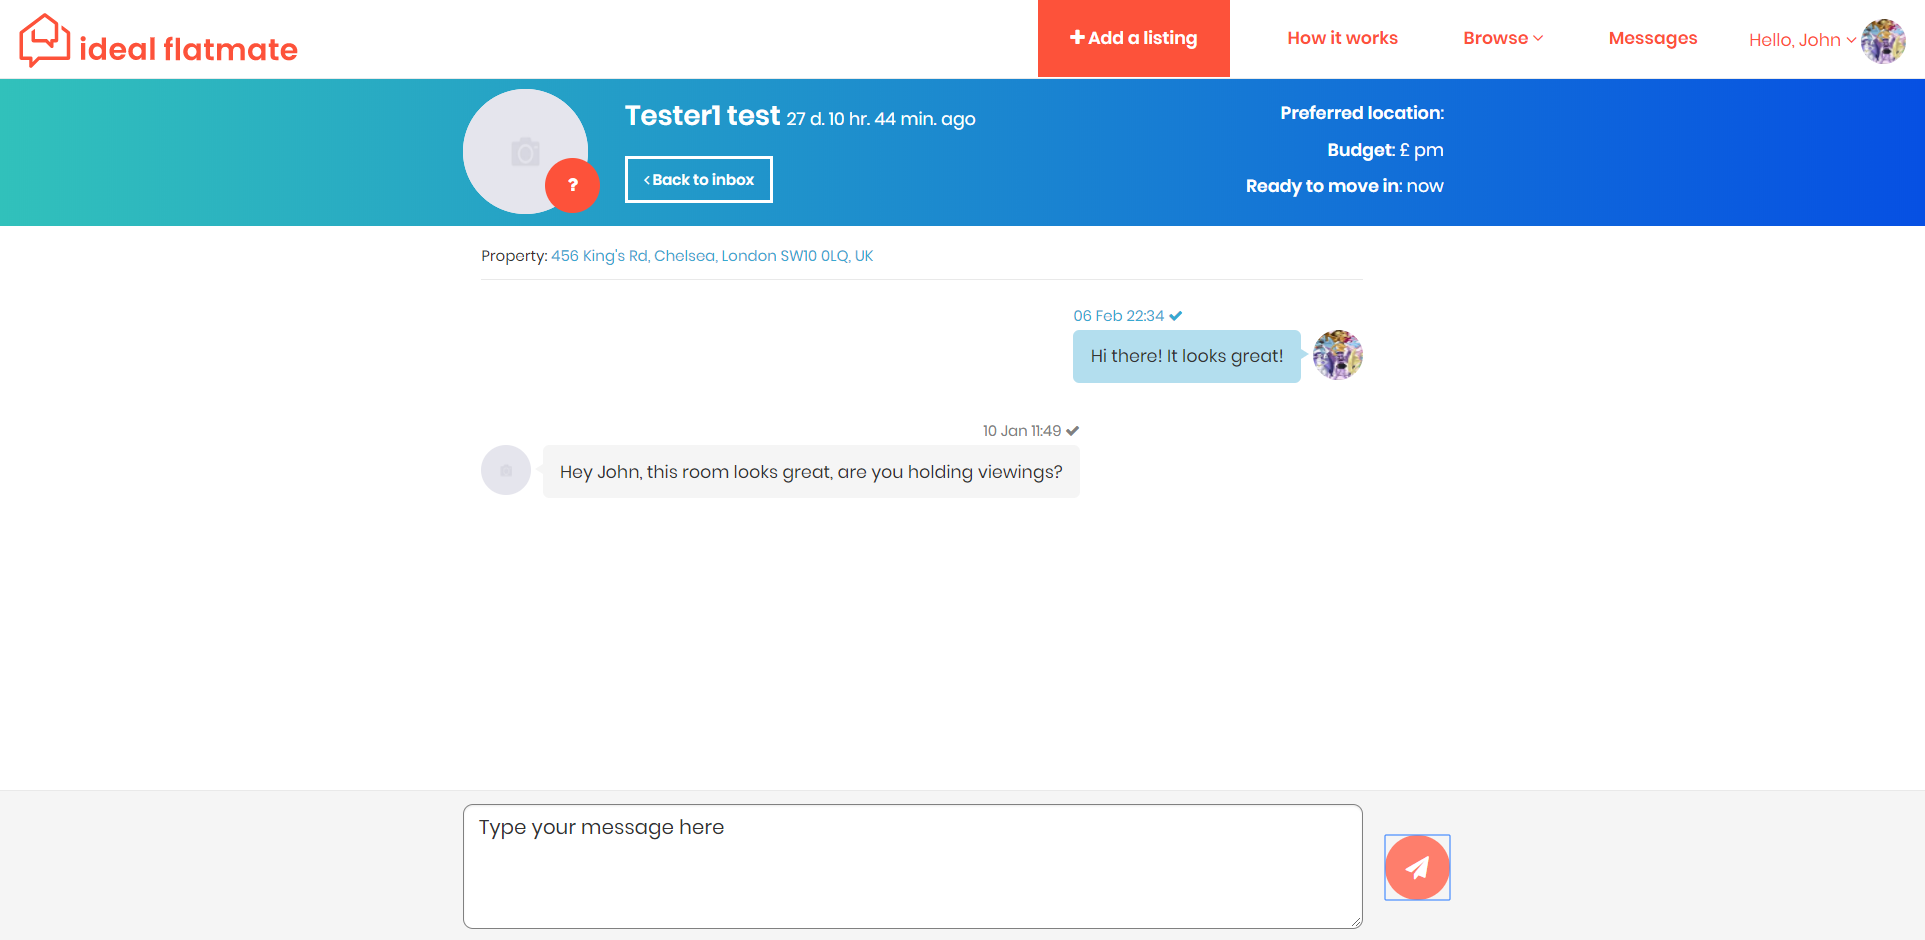 ideal flatmate
Add a listing
How it works
Browse
Messages
Hello, John
Tester1 test 27 d. 10 hr. 44 min. ago
? 
< Back to inbox
Preferred location:
Budget: £ pm
Ready to move in: now
Property: 456 King's Rd, Chelsea, London SW10 0LQ, UK
06 Feb 22:34
Hi there! It looks great!
10 Jan 11:49
Hey John, this room looks great, are you holding viewings?
Type your message here